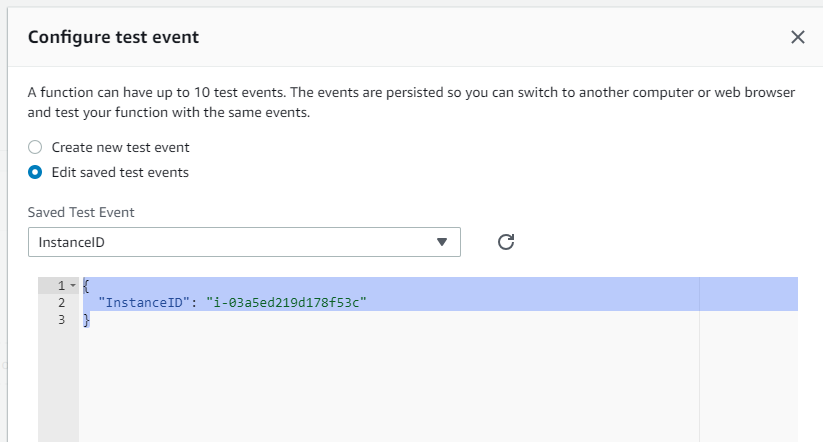 Configure test event
A function can have up to 10 test events. The events are persisted so you can switch to another computer or web browser
and test your function with the same events.
Create new test event
Edit saved test events
Saved Test Event
InstanceID
1 {
2 "InstanceID": "i-03a5ed219d178f53c"
3 }